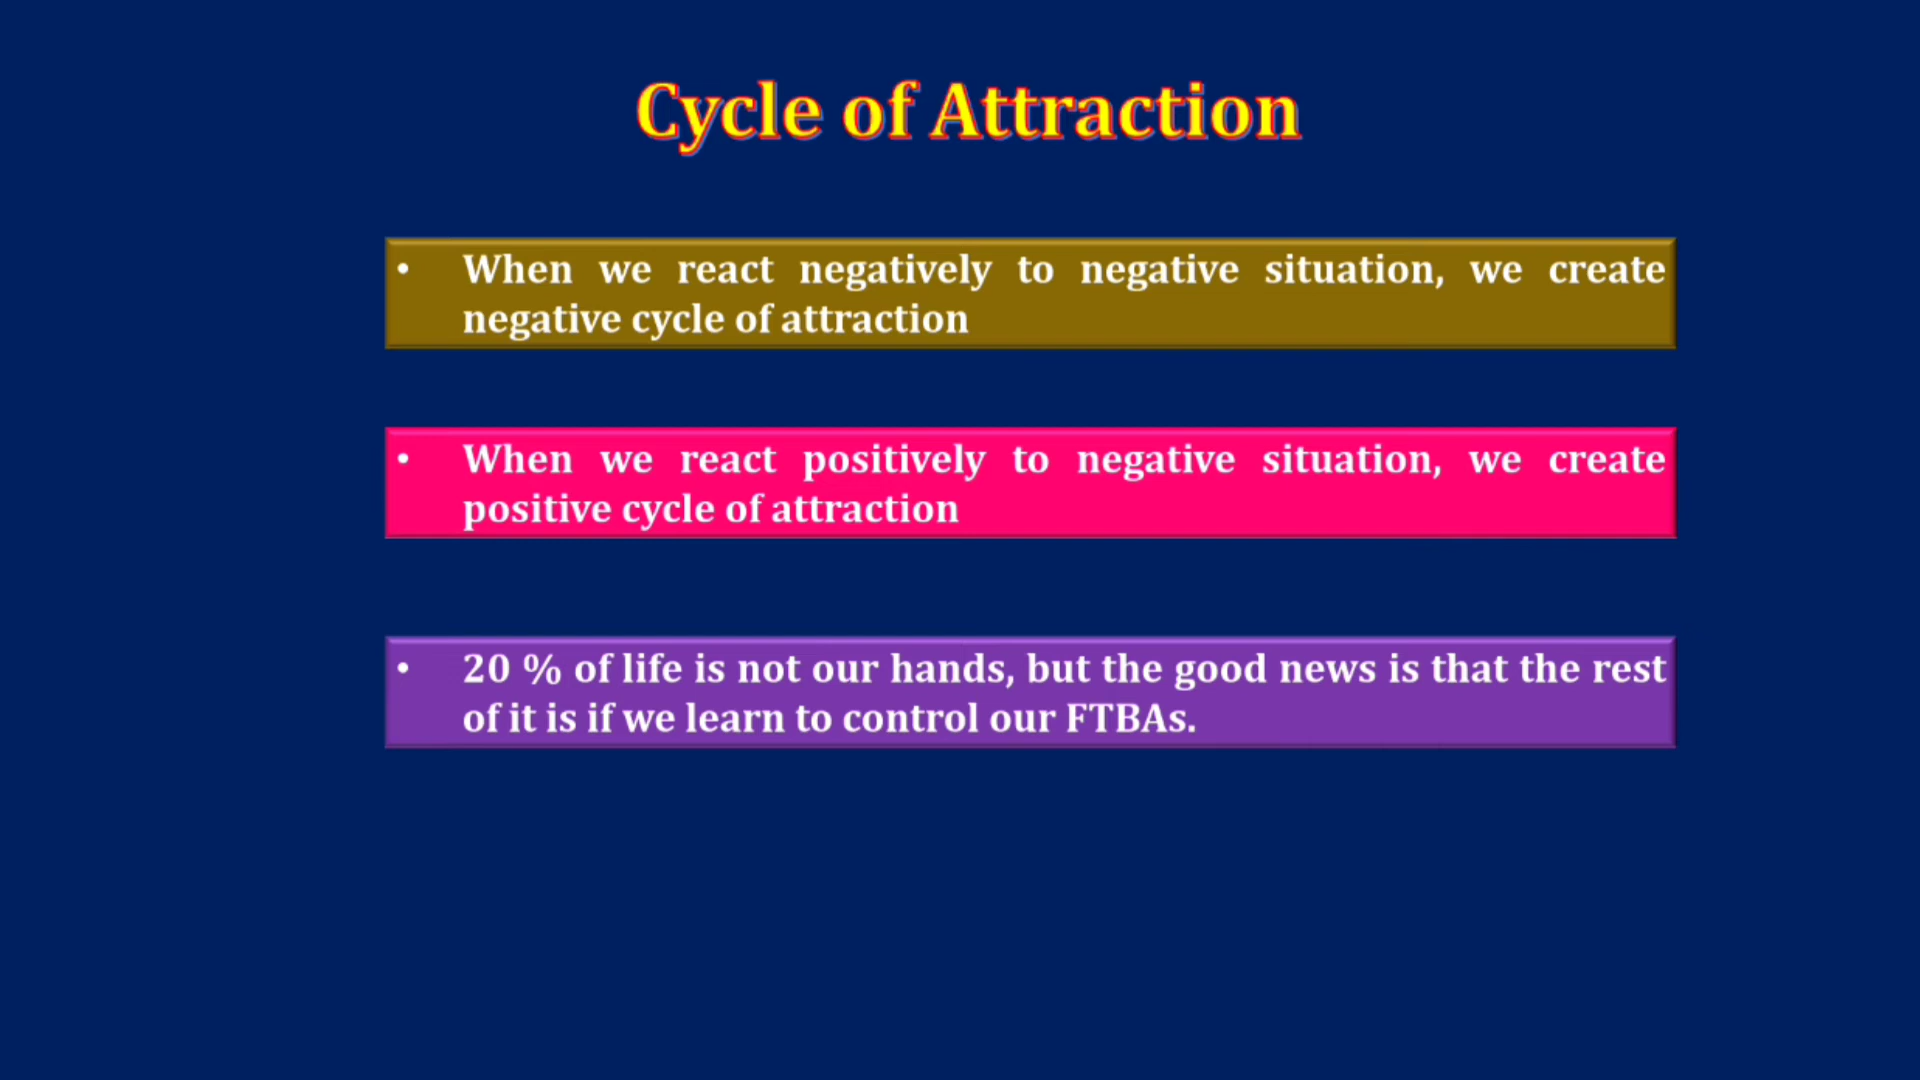 Cycle of Attraction
• When we react negatively to negative situation, we create
negative cycle of attraction
• When we react positively to negative situation, we create
positive cycle of attraction
• 20 % of life is not our hands, but the good news is that the rest
of it is if we learn to control our FTBAs.